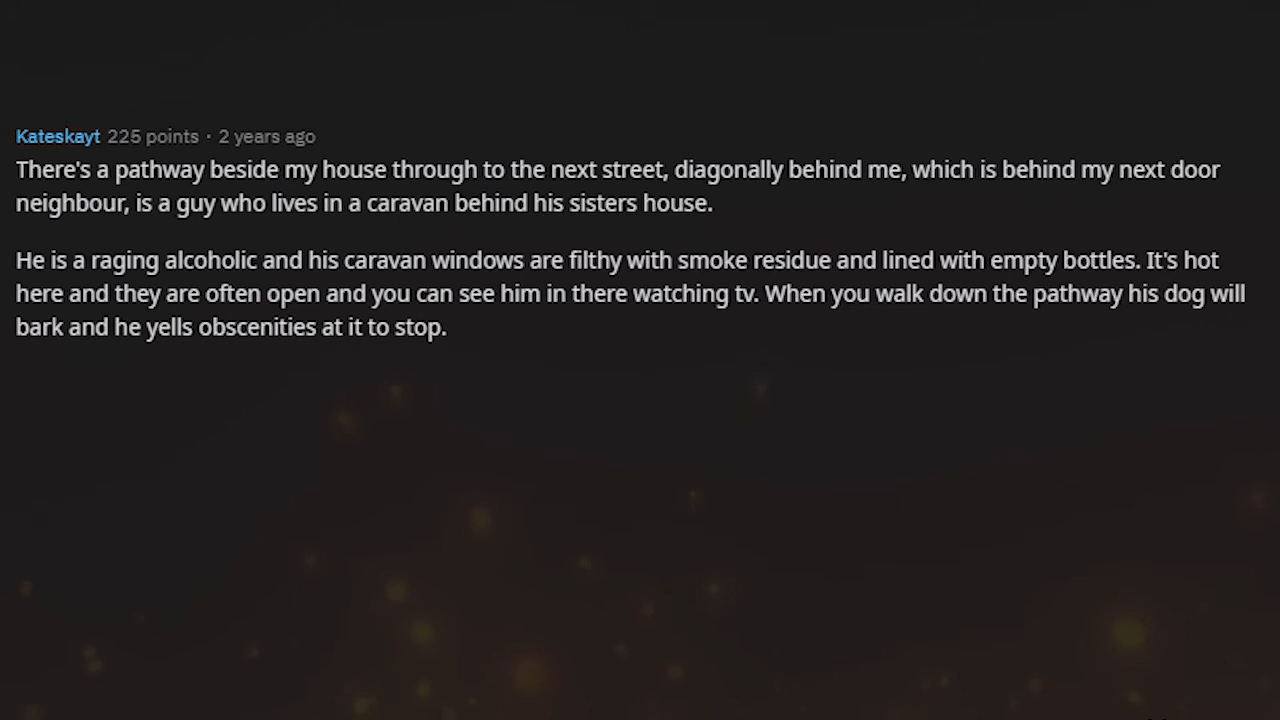 Kateskayt 225 points · 2 years ago
There's a pathway beside my house through to the next street, diagonally behind me, which is behind my next door
neighbour, is a guy who lives in a caravan behind his sisters house.
He is a raging alcoholic and his caravan windows are filthy with smoke residue and lined with empty bottles. It's hot
here and they are often open and you can see him in there watching tv. When you walk down the pathway his dog will
bark and he yells obscenities at it to stop.